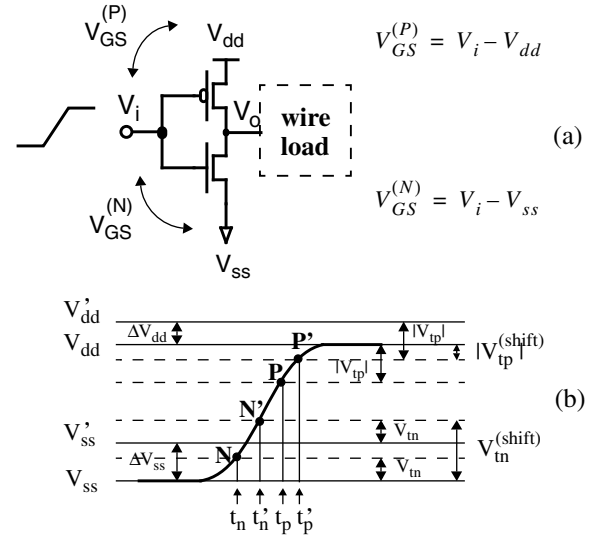 V_GS^(P)
V_dd
V_GS^(P) = V_i – V_dd
V_i
V_o
wire
load
(a)
V_GS^(N)
V_GS^(N) = V_i – V_ss
V_ss
V'_dd
ΔV_dd
|V_tp|
V_dd
P'
|V_tp|
|V_tp^(shift)|
P
N'
(b)
V'_ss
V_tn
V_tn^(shift)
N
ΔV_ss
V_tn
V_ss
t_n t'_n t_p t'_p